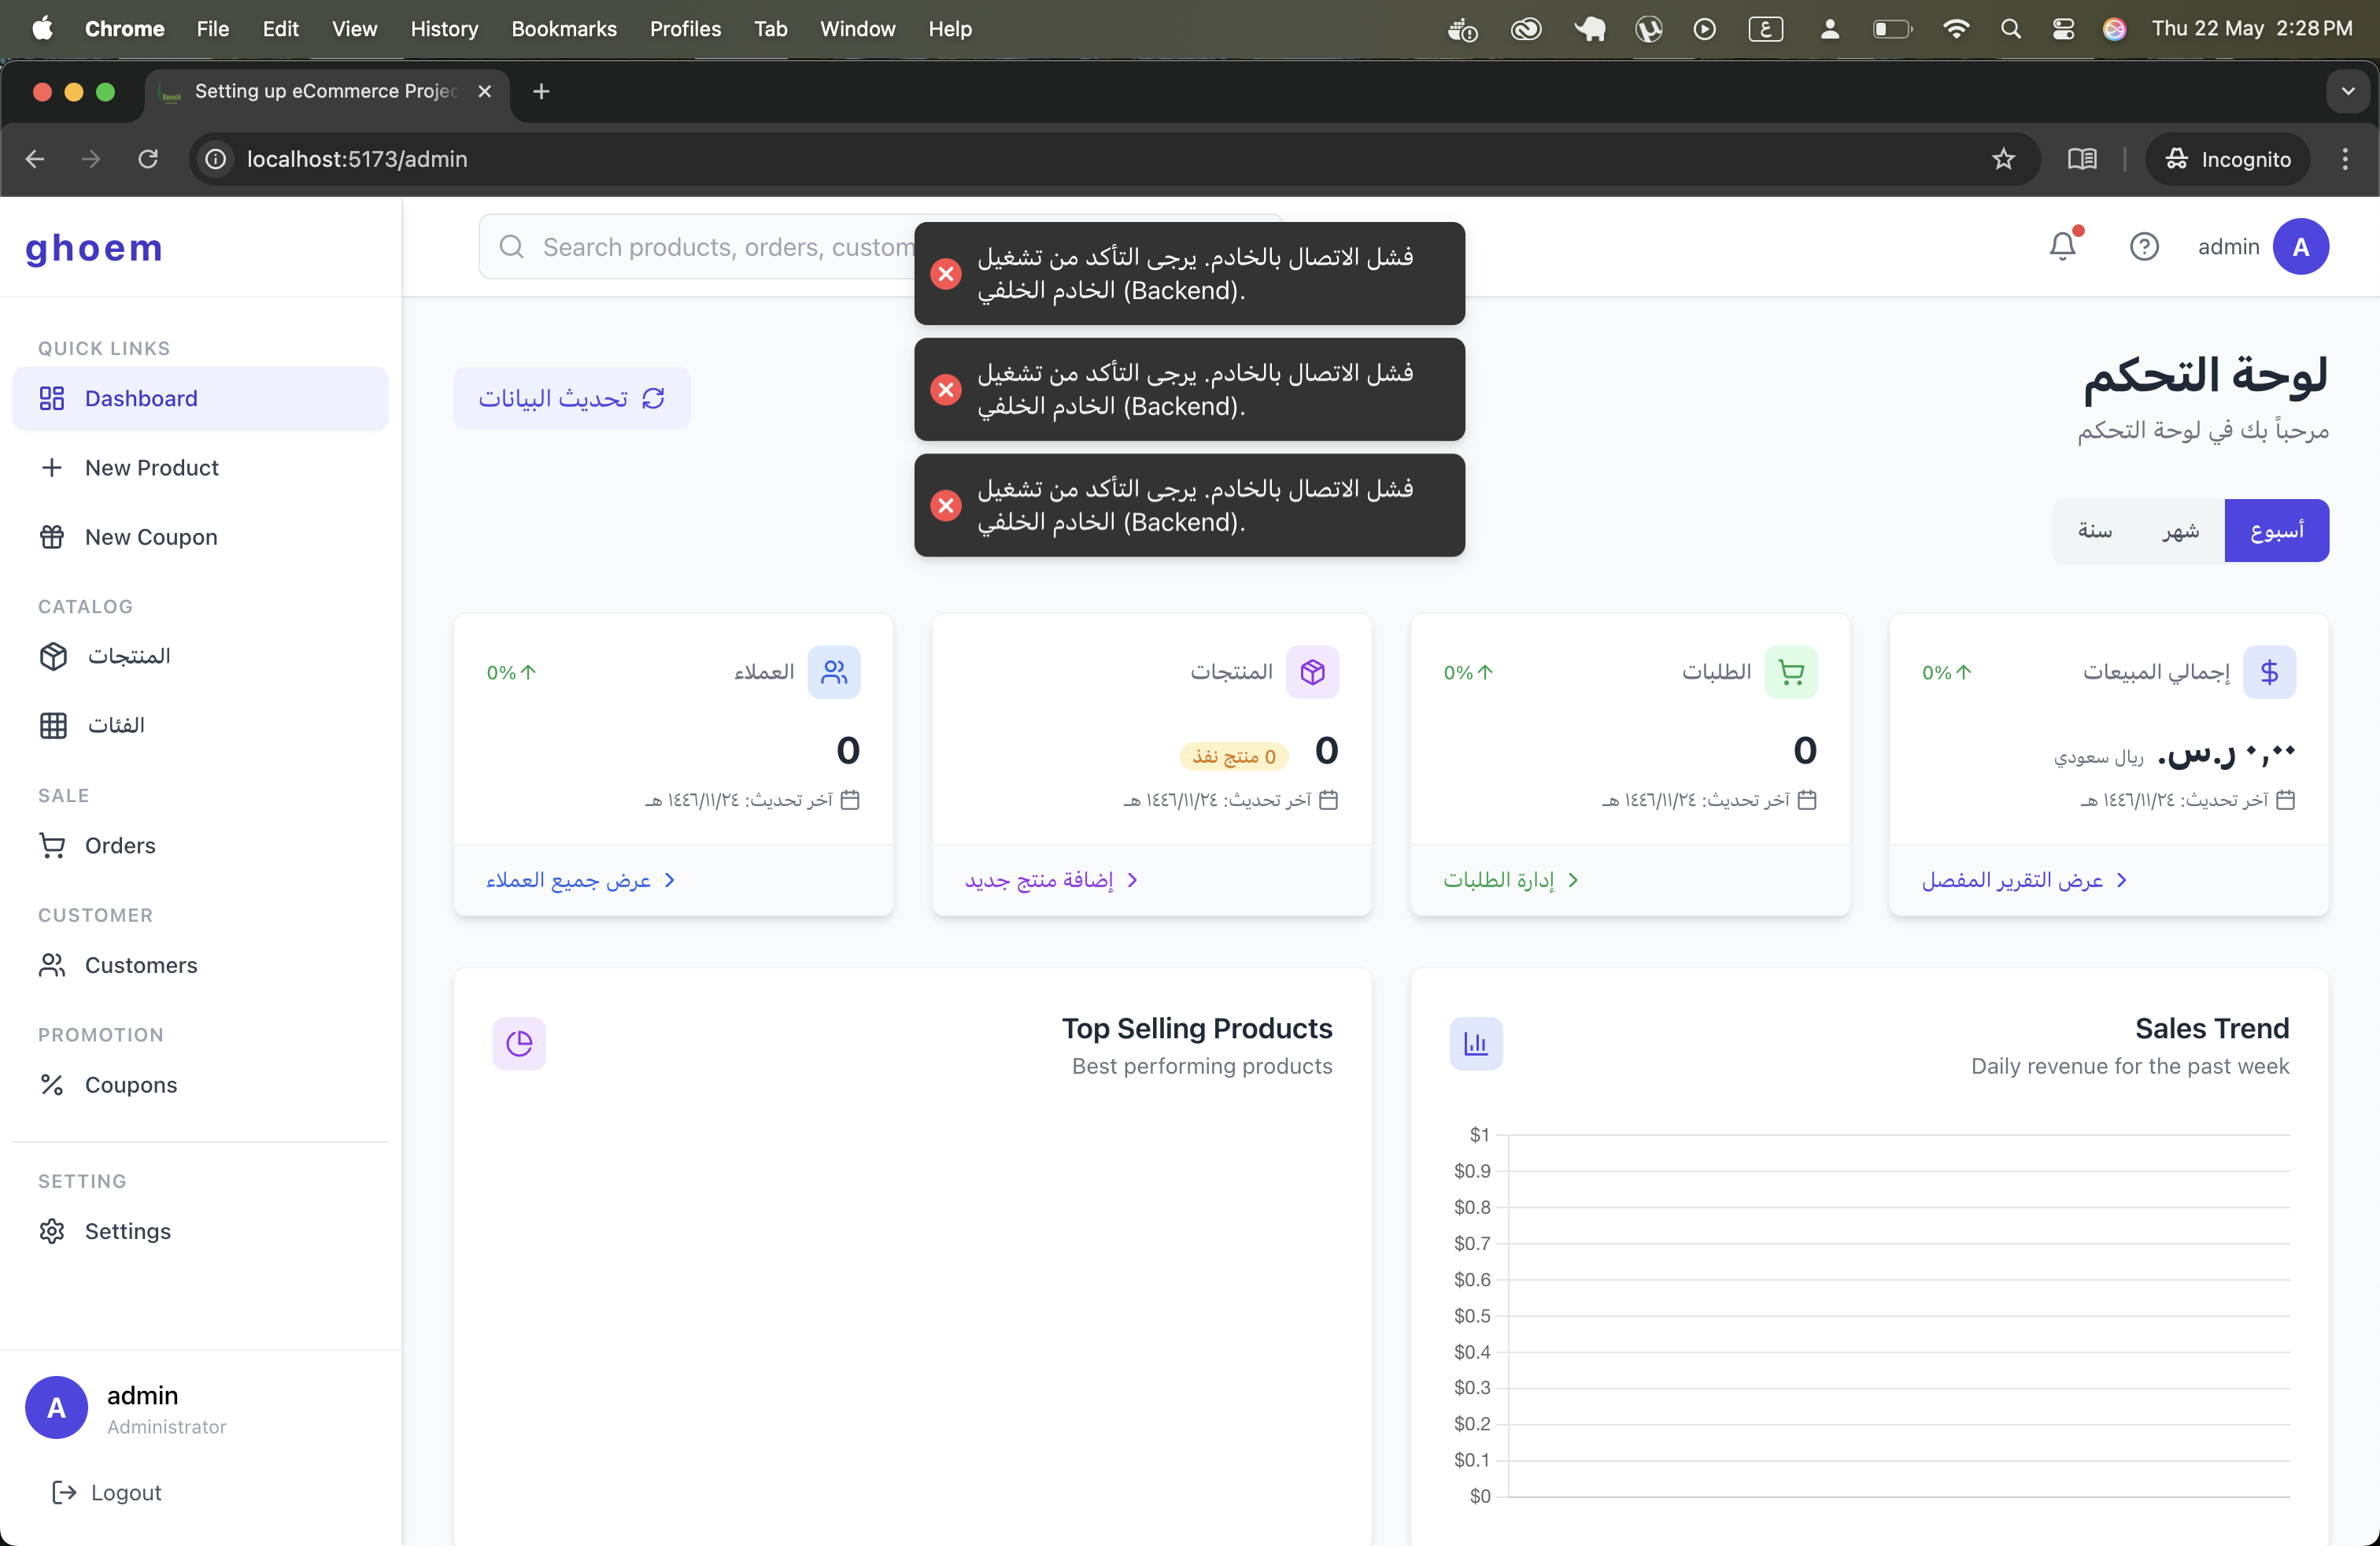 Chrome File Edit View History Bookmarks Profiles Tab Window Help
ع
Thu 22 May 2:28 PM
Setting up eCommerce Projec
localhost:5173/admin
Incognito
ghoem
Search products, orders, custom
admin
A
فشل الاتصال بالخادم. يرجى التأكد من تشغيل
الخادم الخلفي (Backend).
فشل الاتصال بالخادم. يرجى التأكد من تشغيل
الخادم الخلفي (Backend).
فشل الاتصال بالخادم. يرجى التأكد من تشغيل
الخادم الخلفي (Backend).
QUICK LINKS
Dashboard
New Product
New Coupon
CATALOG
المنتجات
الفئات
SALE
Orders
CUSTOMER
Customers
PROMOTION
Coupons
SETTING
Settings
A
admin
Administrator
Logout
لوحة التحكم
مرحباً بك في لوحة التحكم
تحديث البيانات
أسبوع
شهر
سنة
إجمالي المبيعات
0%
٠٫٠٠ ر.س. ريال سعودي
آخر تحديث: ١٤٤٦/١١/٢٤ هـ
عرض التقرير المفصل
الطلبات
0%
0
آخر تحديث: ١٤٤٦/١١/٢٤ هـ
إدارة الطلبات
المنتجات
0
0 منتج نفذ
آخر تحديث: ١٤٤٦/١١/٢٤ هـ
إضافة منتج جديد
العملاء
0%
0
آخر تحديث: ١٤٤٦/١١/٢٤ هـ
عرض جميع العملاء
Sales Trend
Daily revenue for the past week
$1
$0.9
$0.8
$0.7
$0.6
$0.5
$0.4
$0.3
$0.2
$0.1
$0
Top Selling Products
Best performing products